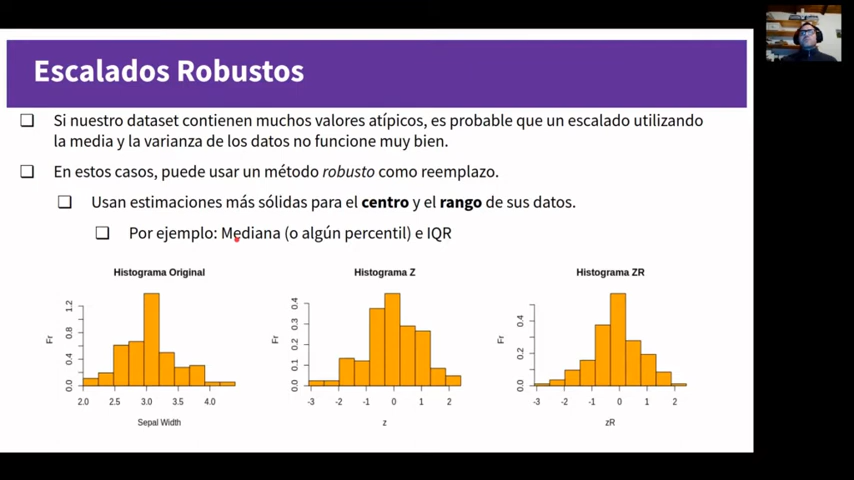 Escalados Robustos
Si nuestro dataset contienen muchos valores atípicos, es probable que un escalado utilizando
la media y la varianza de los datos no funcione muy bien.
En estos casos, puede usar un método robusto como reemplazo.
Usan estimaciones más sólidas para el centro y el rango de sus datos.
Por ejemplo: Mediana (o algún percentil) e IQR
Histograma Original
Fr
0.0 0.4 0.8 1.2
2.0 2.5 3.0 3.5 4.0
Sepal Width
Histograma Z
Fr
0.0 0.1 0.2 0.3 0.4
-3 -2 -1 0 1 2
z
Histograma ZR
Fr
0.0 0.2 0.4
-3 -2 -1 0 1 2
zR